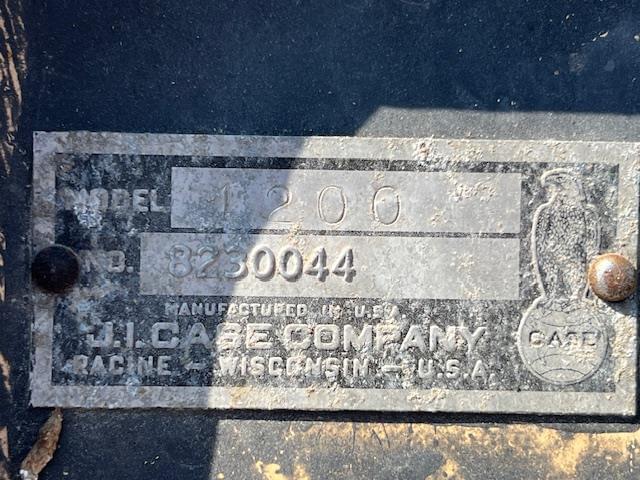 MODEL 1200
NO. 8230044
MANUFACTURED IN U.S.A.
J.I. CASE COMPANY
RACINE - WISCONSIN - U.S.A.
CASE